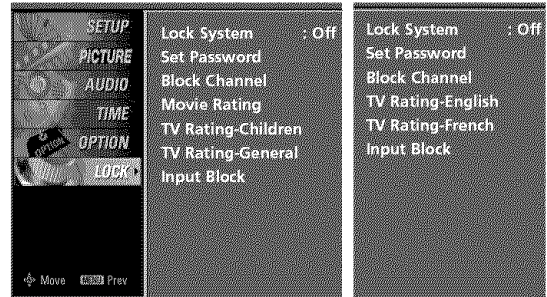 SETUP
PICTURE
AUDIO
TIME
OPTION
OPTION
LOCK
Move MENU Prev
Lock System : Off
Set Password
Block Channel
Movie Rating
TV Rating-Children
TV Rating-General
Input Block
Lock System : Off
Set Password
Block Channel
TV Rating-English
TV Rating-French
Input Block